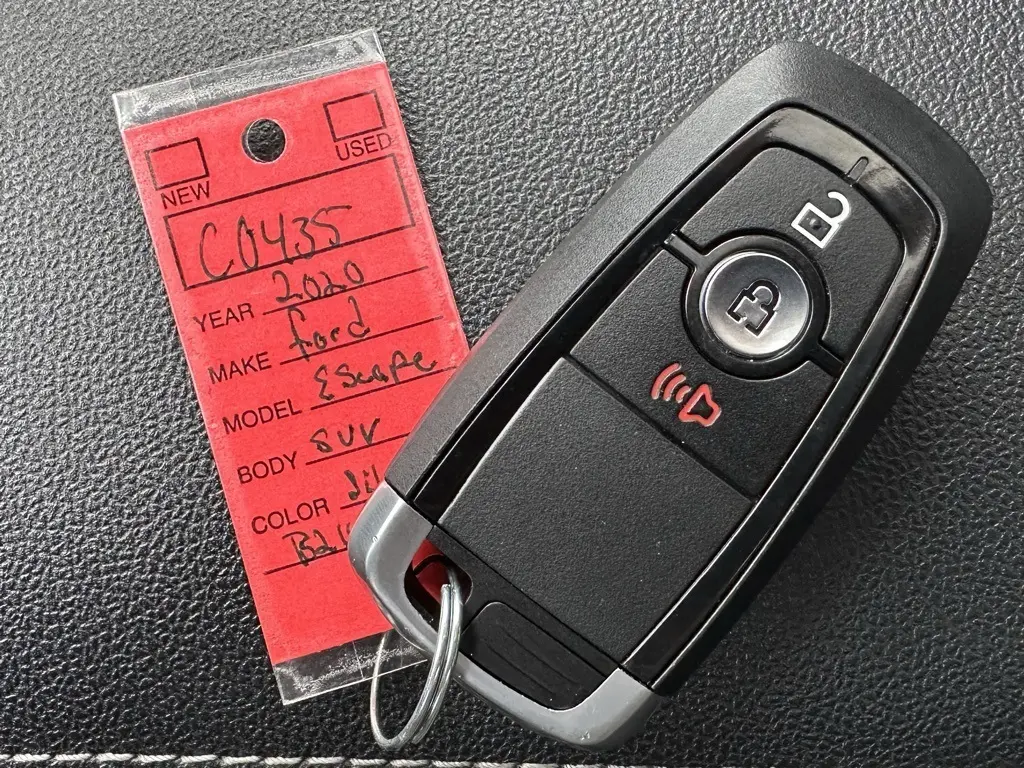 NEW USED
C0435
YEAR 2020
MAKE Ford
MODEL EScape
BODY SUV
COLOR